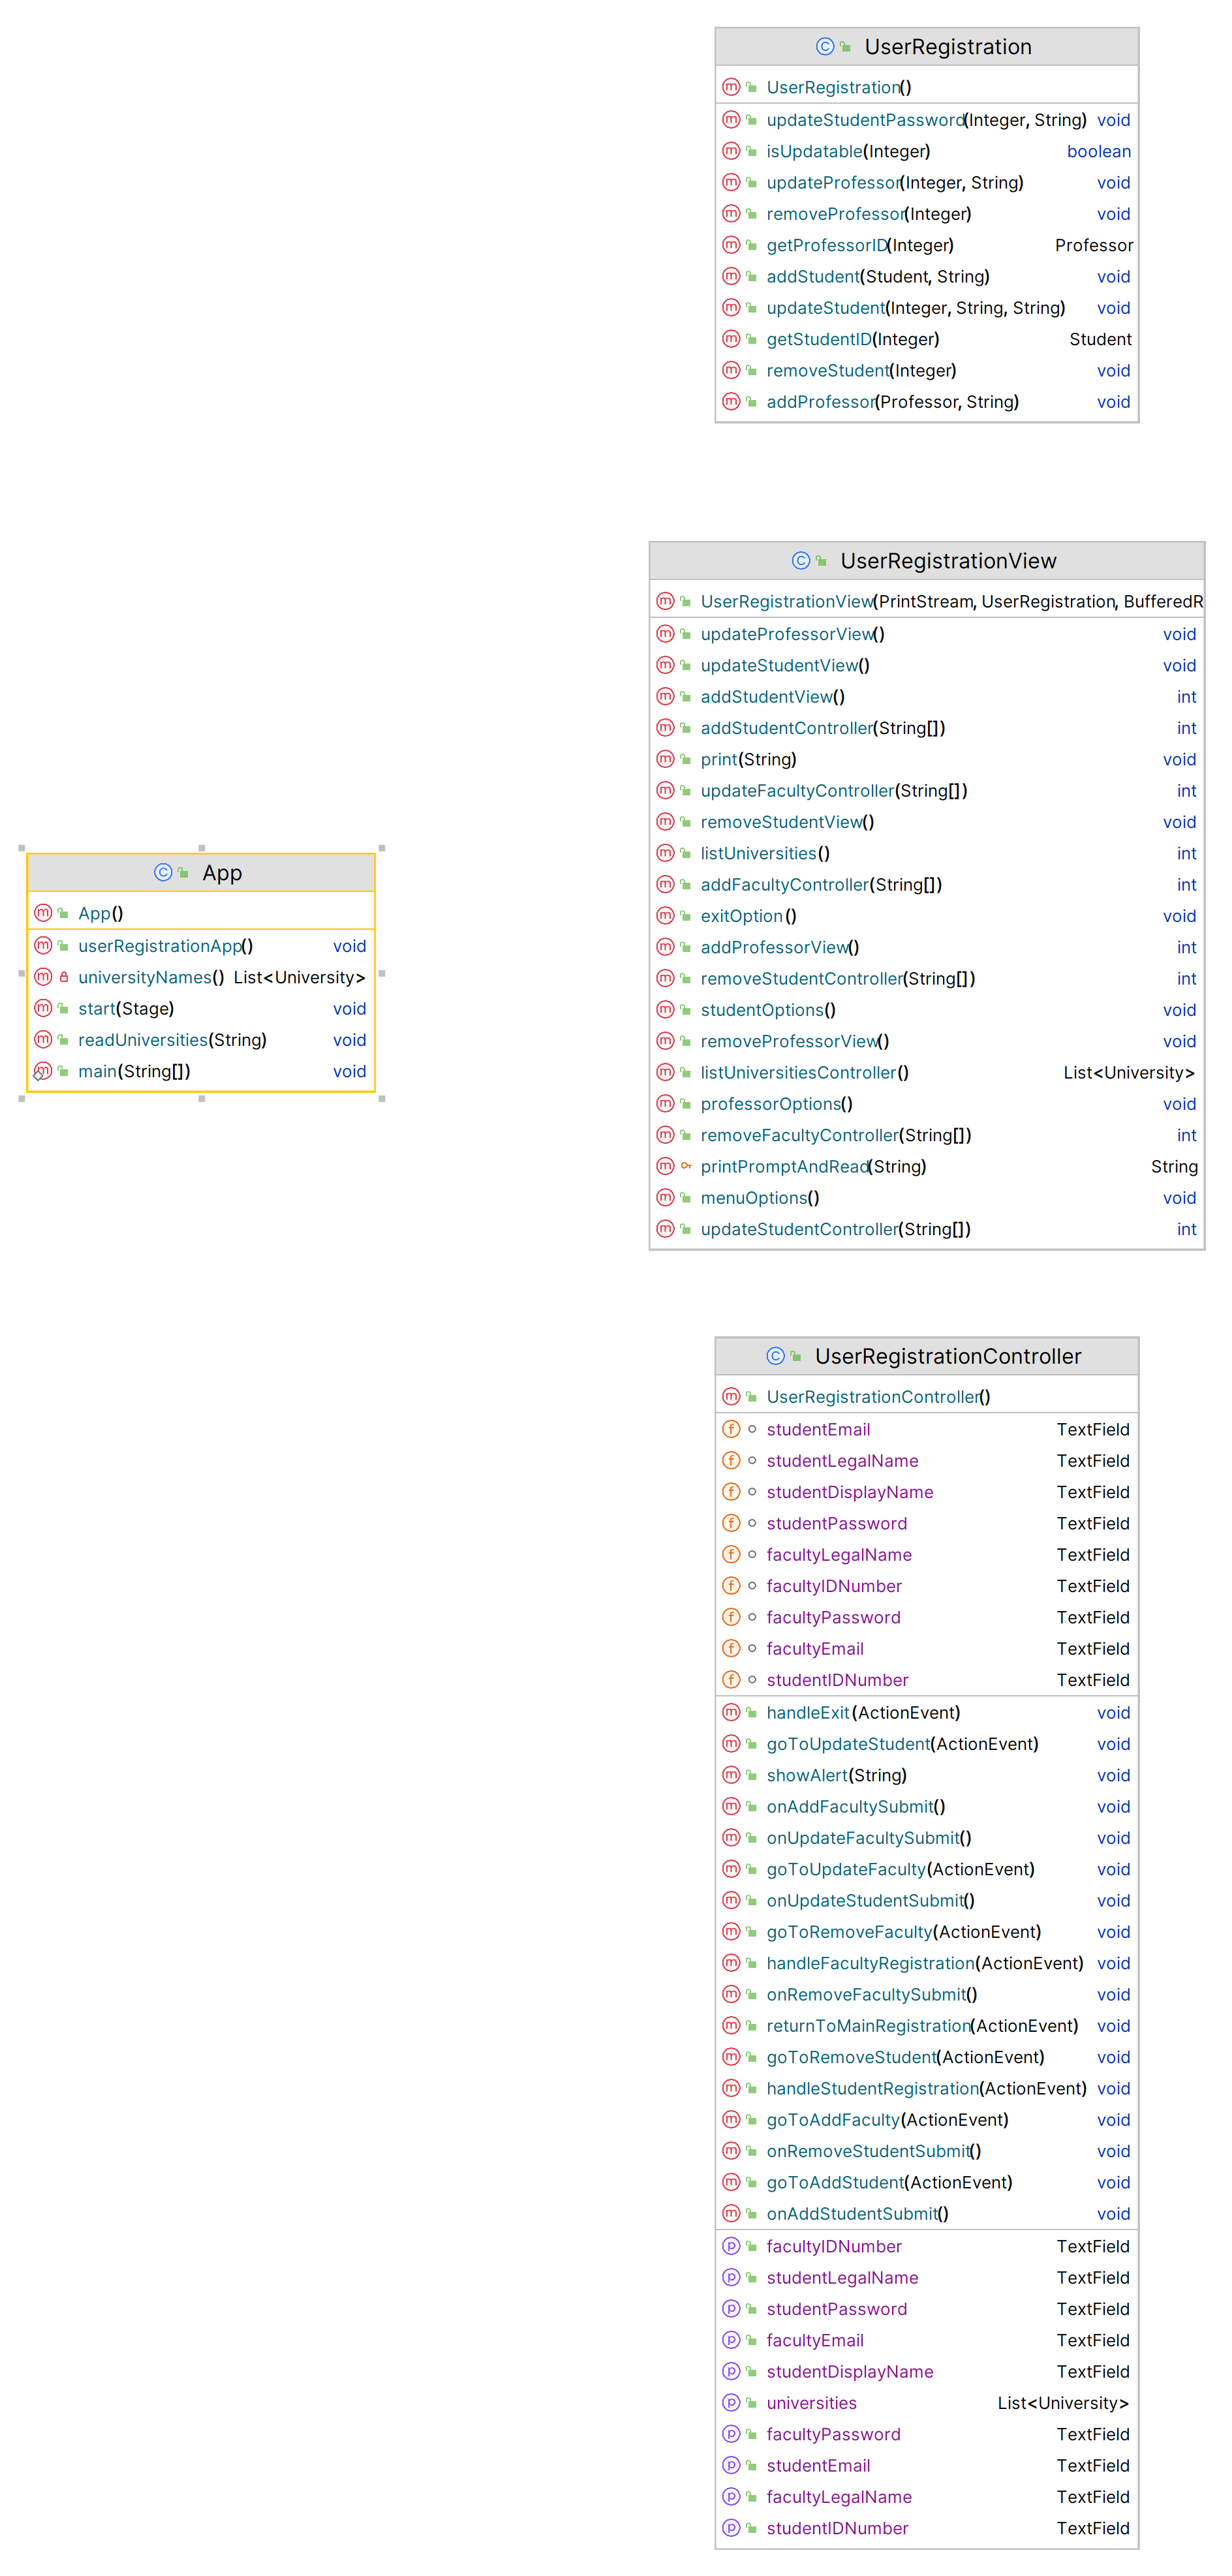 UserRegistration
UserRegistration()
updateStudentPassword(Integer, String) void
isUpdatable(Integer) boolean
updateProfessor(Integer, String) void
removeProfessor(Integer) void
getProfessorID(Integer) Professor
addStudent(Student, String) void
updateStudent(Integer, String, String) void
getStudentID(Integer) Student
removeStudent(Integer) void
addProfessor(Professor, String) void
UserRegistrationView
UserRegistrationView(PrintStream, UserRegistration, BufferedR
updateProfessorView() void
updateStudentView() void
addStudentView() int
addStudentController(String[]) int
print(String) void
updateFacultyController(String[]) int
removeStudentView() void
listUniversities() int
addFacultyController(String[]) int
exitOption() void
addProfessorView() int
removeStudentController(String[]) int
studentOptions() void
removeProfessorView() void
listUniversitiesController() List<University>
professorOptions() void
removeFacultyController(String[]) int
printPromptAndRead(String) String
menuOptions() void
updateStudentController(String[]) int
App
App()
userRegistrationApp() void
universityNames() List<University>
start(Stage) void
readUniversities(String) void
main(String[]) void
UserRegistrationController
UserRegistrationController()
studentEmail TextField
studentLegalName TextField
studentDisplayName TextField
studentPassword TextField
facultyLegalName TextField
facultyIDNumber TextField
facultyPassword TextField
facultyEmail TextField
studentIDNumber TextField
handleExit(ActionEvent) void
goToUpdateStudent(ActionEvent) void
showAlert(String) void
onAddFacultySubmit() void
onUpdateFacultySubmit() void
goToUpdateFaculty(ActionEvent) void
onUpdateStudentSubmit() void
goToRemoveFaculty(ActionEvent) void
handleFacultyRegistration(ActionEvent) void
onRemoveFacultySubmit() void
returnToMainRegistration(ActionEvent) void
goToRemoveStudent(ActionEvent) void
handleStudentRegistration(ActionEvent) void
goToAddFaculty(ActionEvent) void
onRemoveStudentSubmit() void
goToAddStudent(ActionEvent) void
onAddStudentSubmit() void
facultyIDNumber TextField
studentLegalName TextField
studentPassword TextField
facultyEmail TextField
studentDisplayName TextField
universities List<University>
facultyPassword TextField
studentEmail TextField
facultyLegalName TextField
studentIDNumber TextField